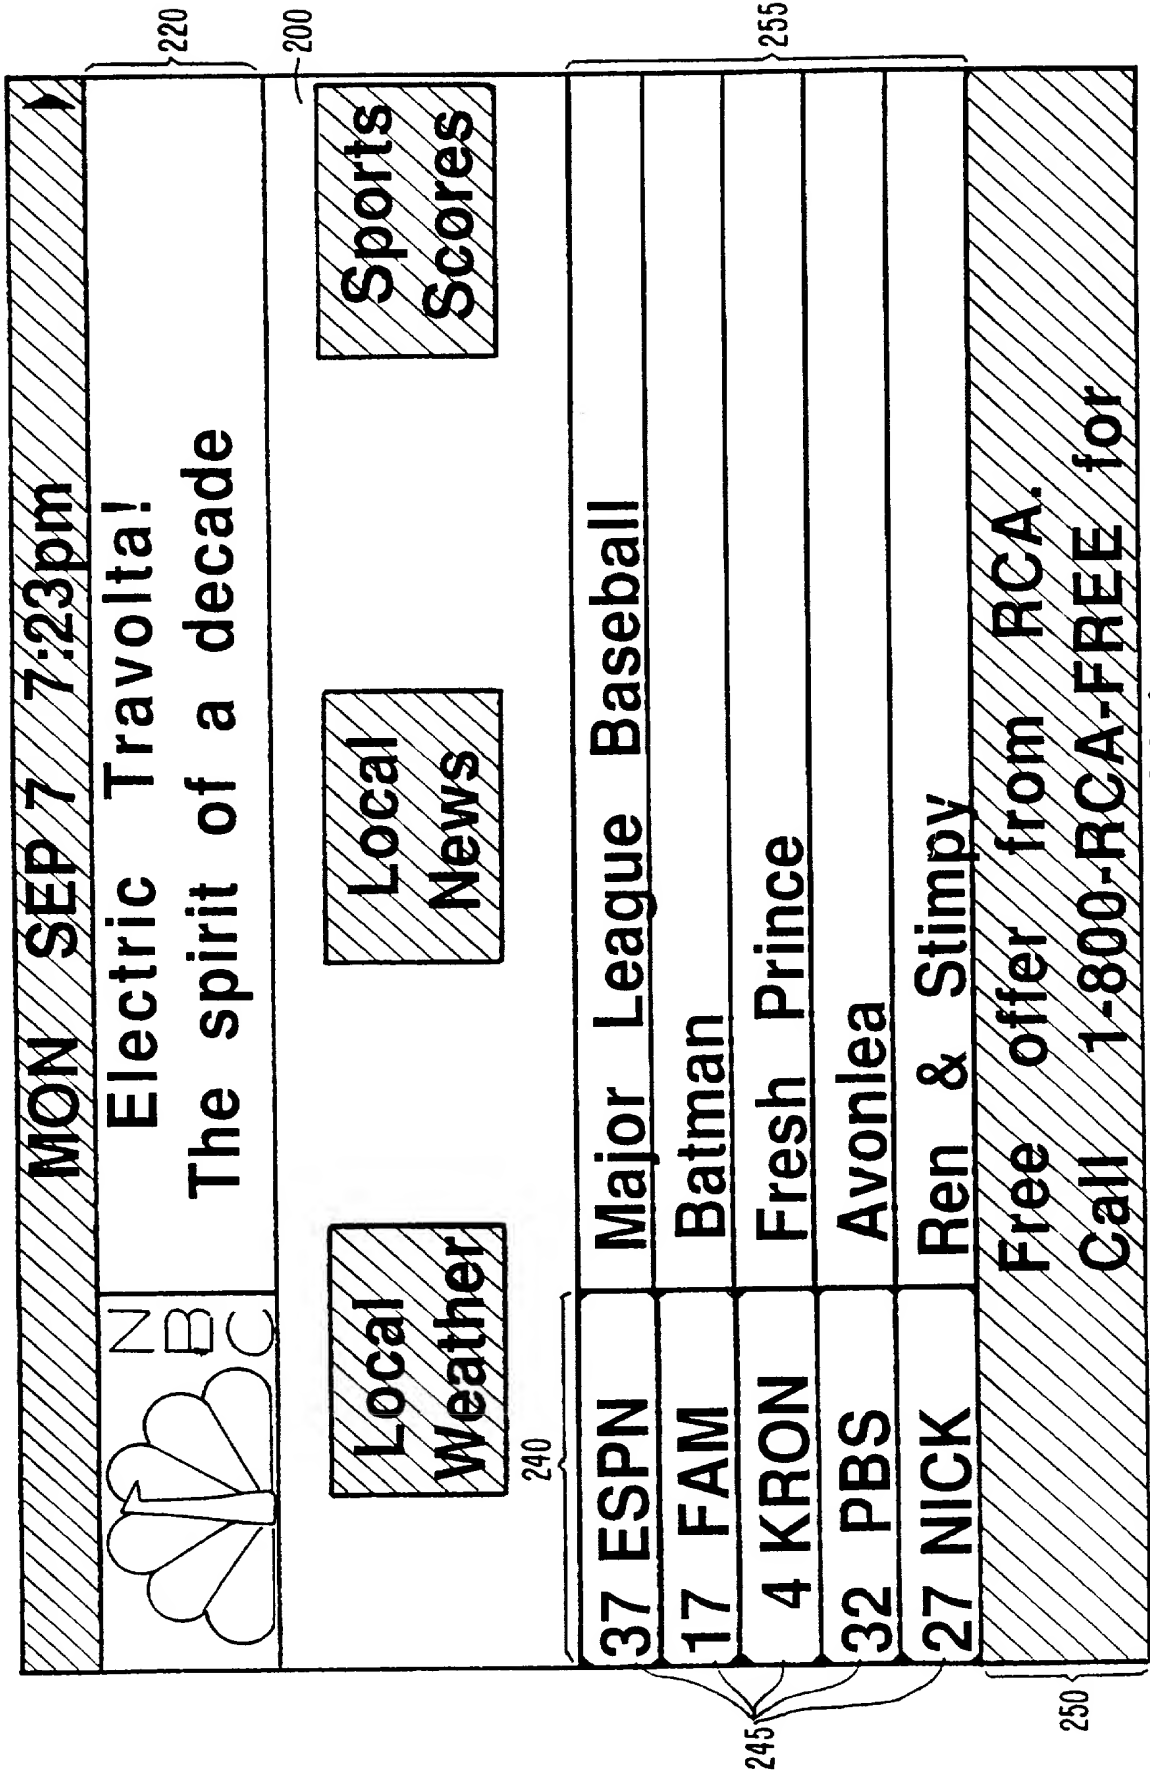 MON SEP 7 7:23pm
220
N
B
C
Electric Travolta!
The spirit of a decade
200
Local
Weather
Local
News
Sports
Scores
240
37 ESPN Major League Baseball
17 FAM Batman
4 KRON Fresh Prince
32 PBS Avonlea
27 NICK Ren & Stimpy
245
255
Free offer from RCA.
Call 1-800-RCA-FREE for
250